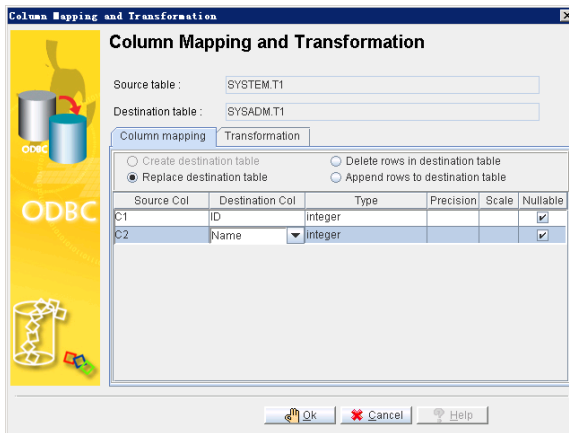 Column Mapping and Transformation
Column Mapping and Transformation
Source table : SYSTEM.T1
Destination table : SYSADM.T1
Column mapping Transformation
Create destination table Delete rows in destination table
Replace destination table Append rows to destination table
Source Col Destination Col Type Precision Scale Nullable
C1 ID integer
C2 Name integer
ODBC
ODBC
Ok Cancel Help